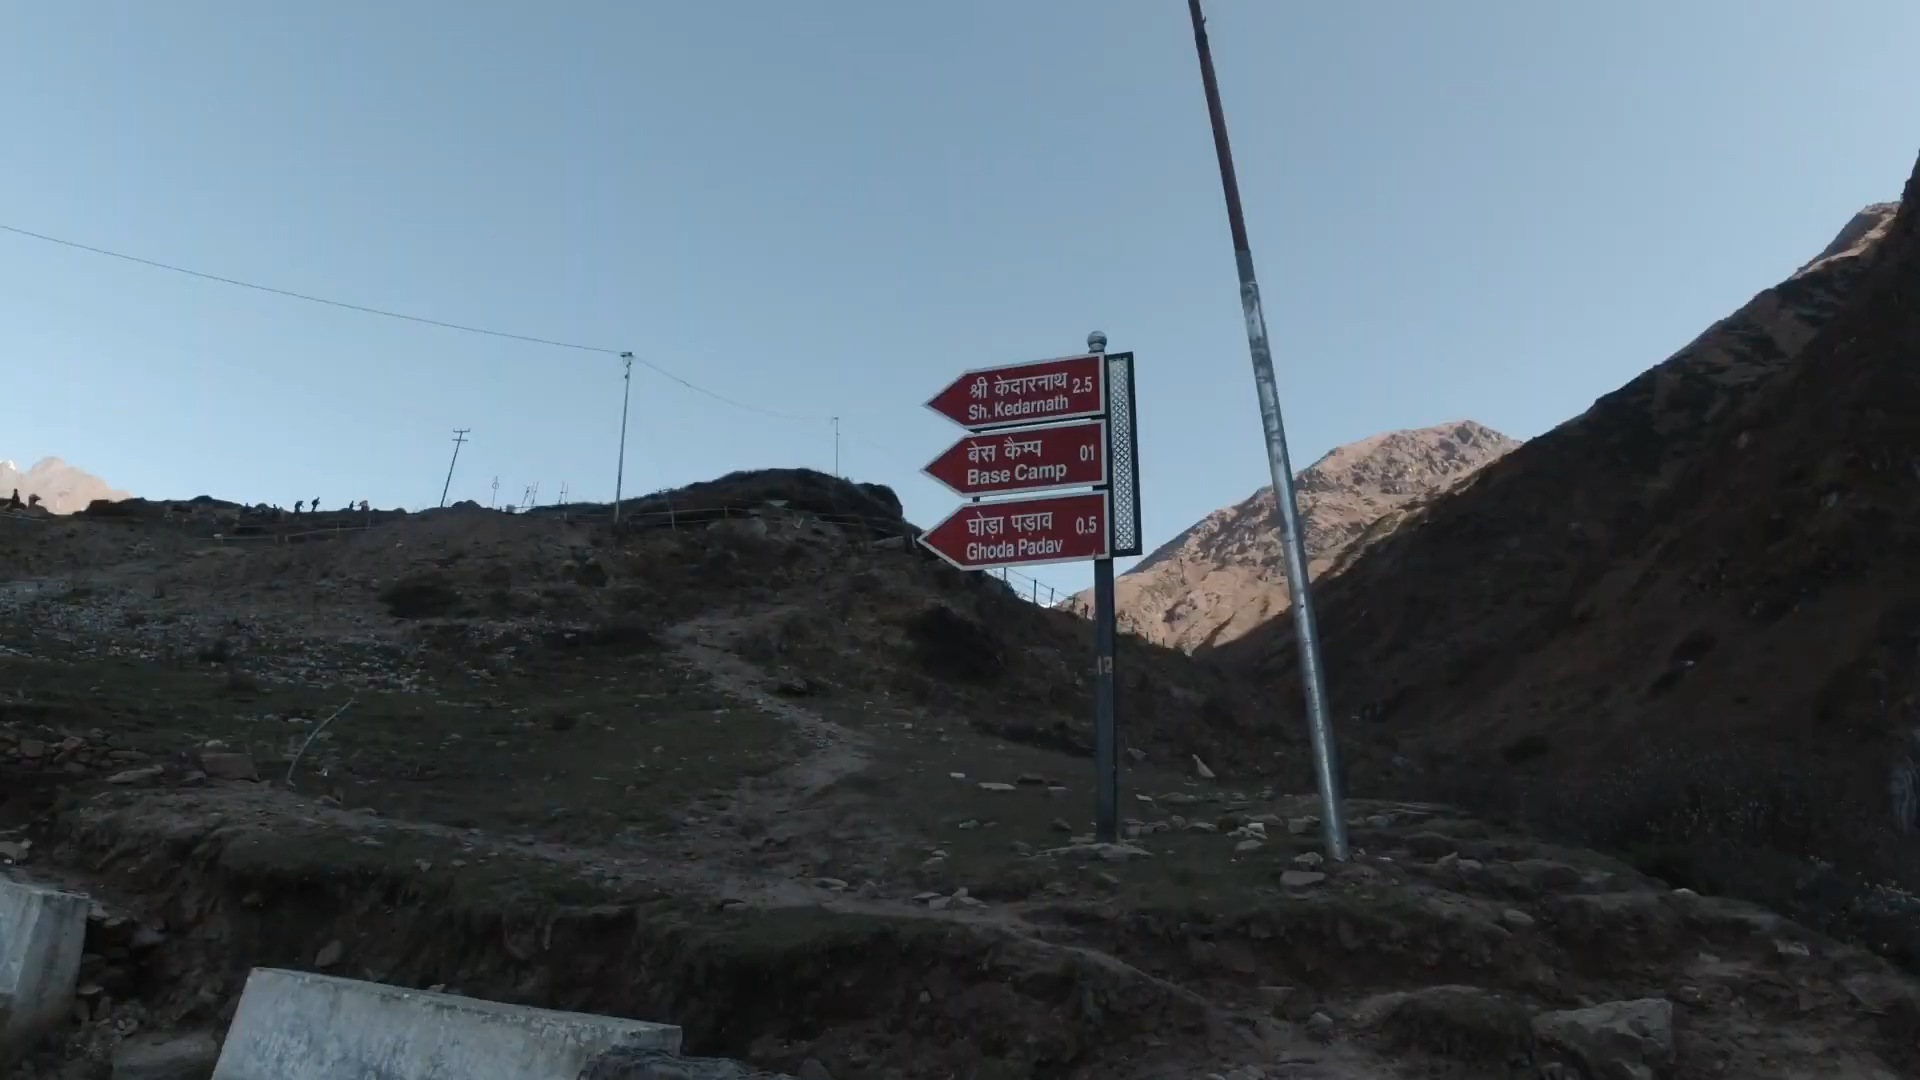 श्री केदारनाथ 2.5
Sh. Kedarnath
बेस कैम्प 01
Base Camp
घोड़ा पड़ाव 0.5
Ghoda Padav
12